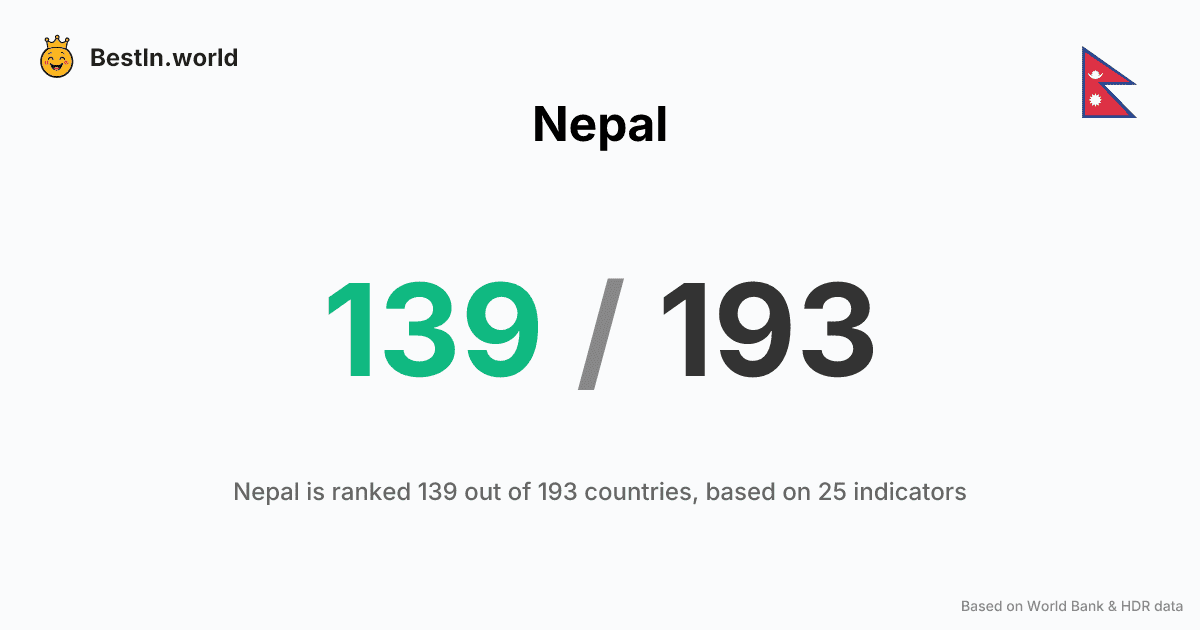 BestIn.world
Nepal
139 / 193
Nepal is ranked 139 out of 193 countries, based on 25 indicators
Based on World Bank & HDR data